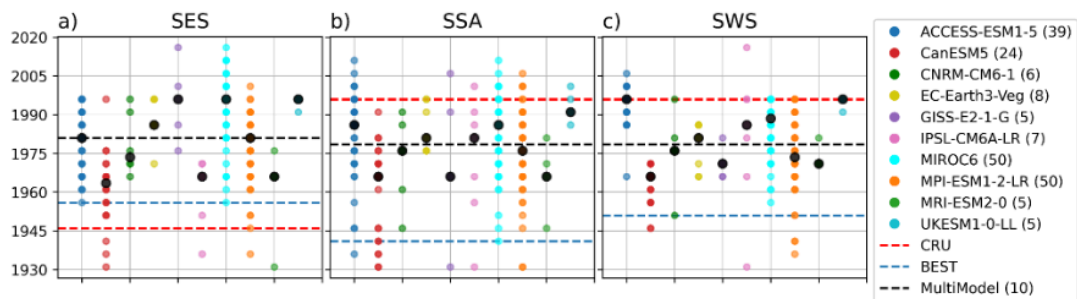 a) SES
b) SSA
c) SWS
2020
2005
1990
1975
1960
1945
1930
ACCESS-ESM1-5 (39)
CanESM5 (24)
CNRM-CM6-1 (6)
EC-Earth3-Veg (8)
GISS-E2-1-G (5)
IPSL-CM6A-LR (7)
MIROC6 (50)
MPI-ESM1-2-LR (50)
MRI-ESM2-0 (5)
UKESM1-0-LL (5)
CRU
BEST
MultiModel (10)